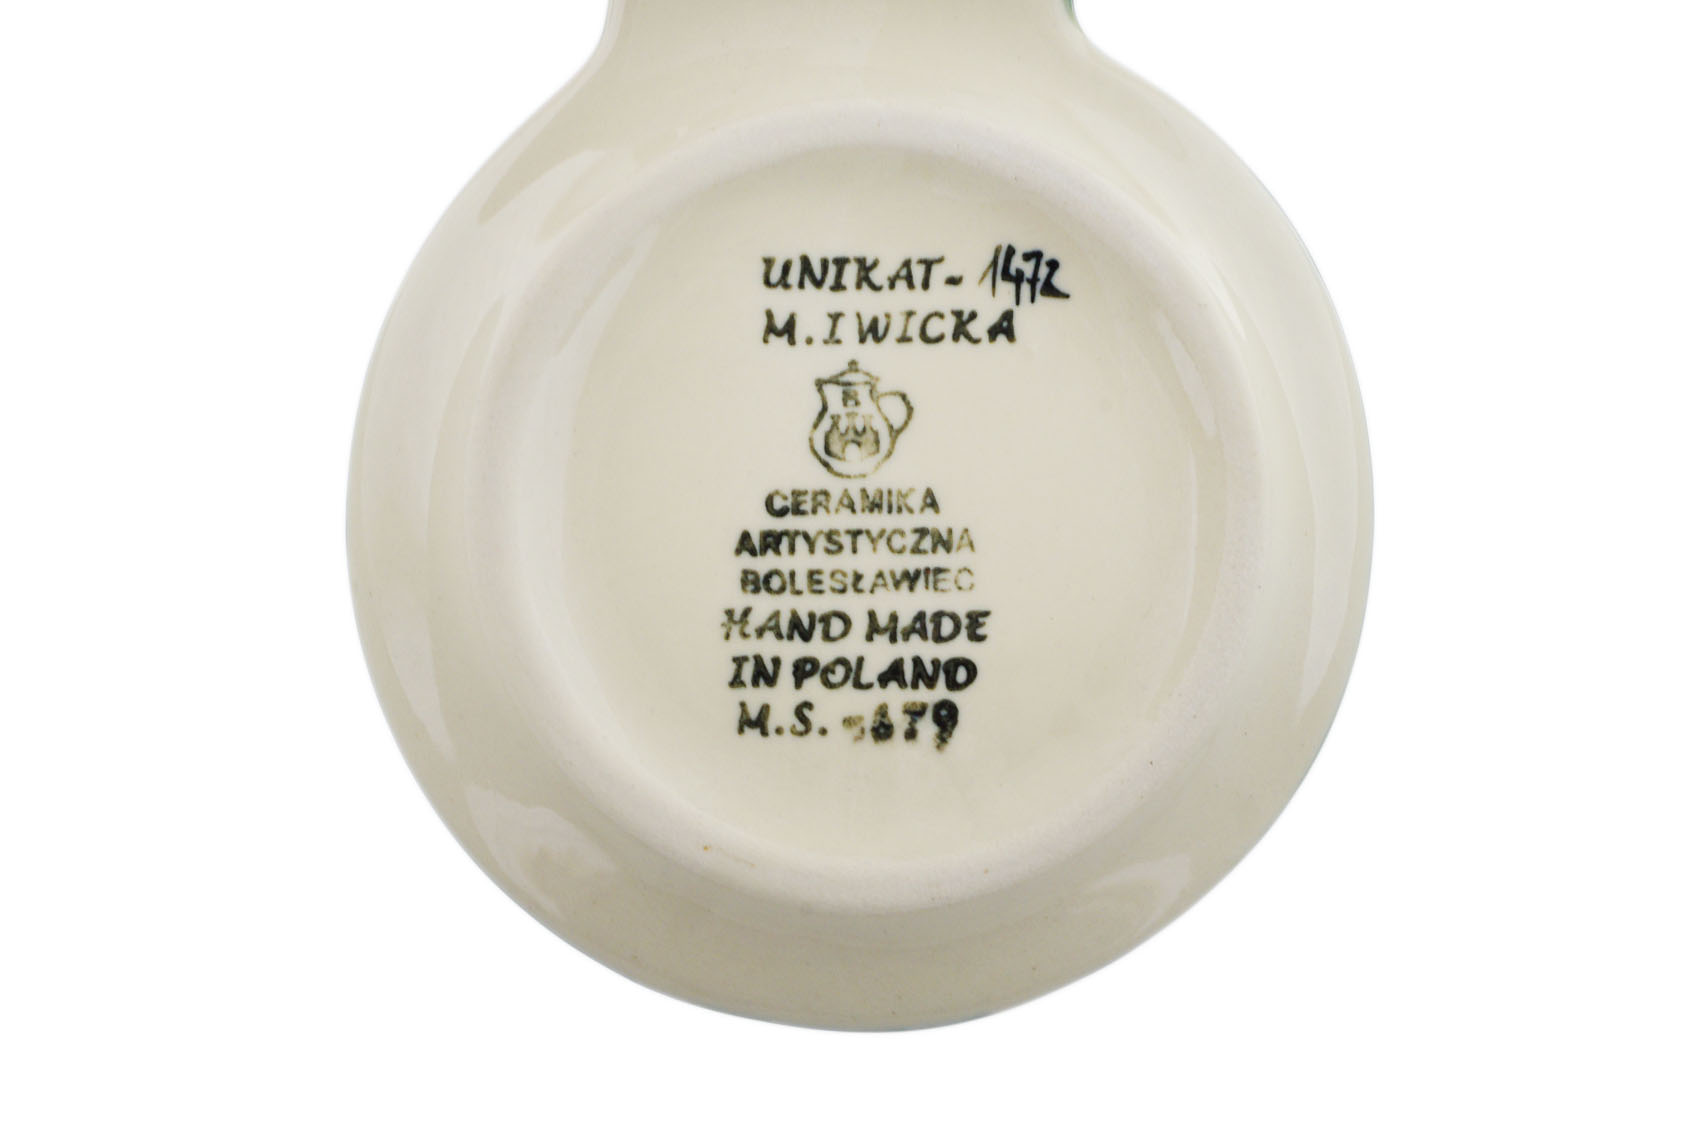 UNIKAT- 1472
M. IWICKA
B
CERAMIKA
ARTYSTYCZNA
BOLESŁAWIEC
HAND MADE
IN POLAND
M.S.